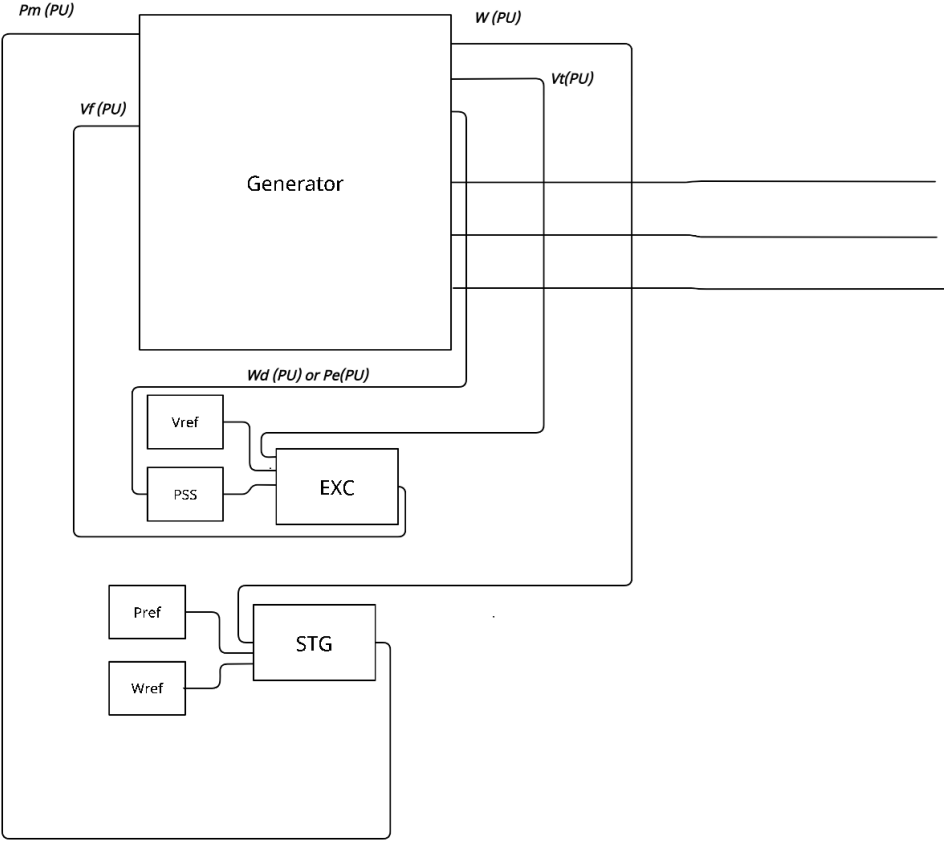 Pm (PU)
W (PU)
Vt(PU)
Vf (PU)
Generator
Wd (PU) or Pe(PU)
Vref
PSS
EXC
Pref
STG
Wref